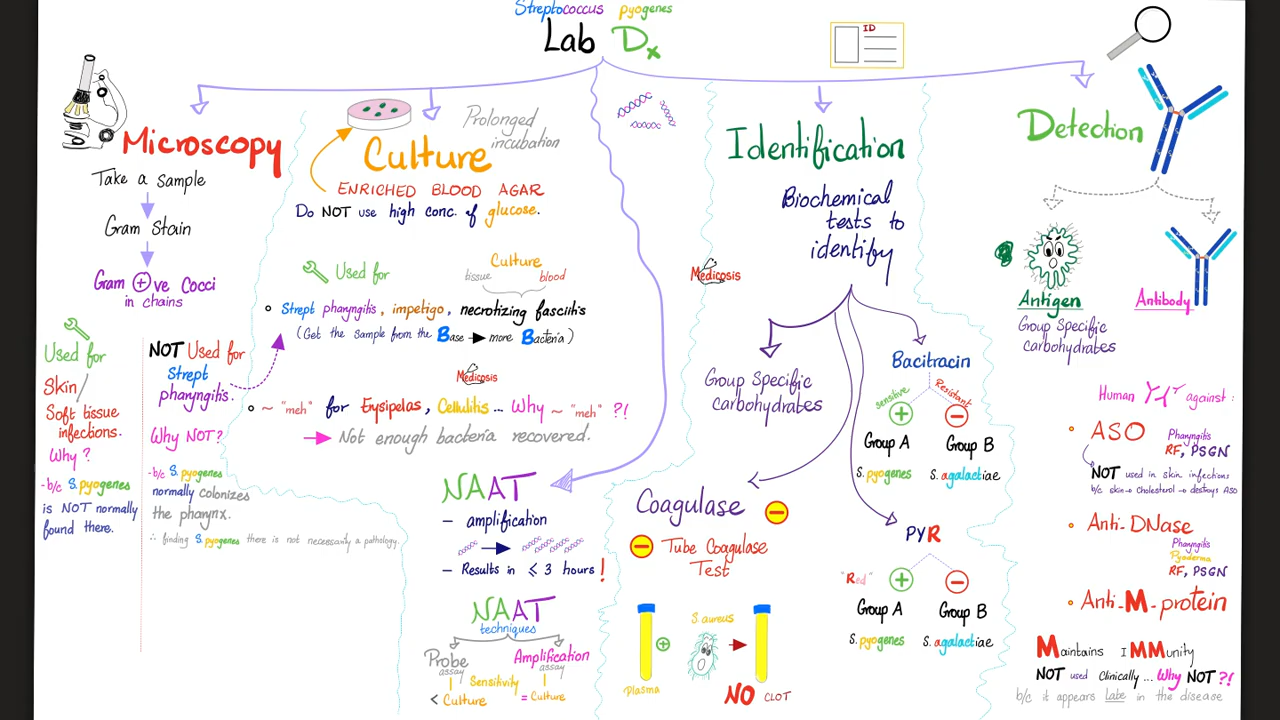 Streptococcus pyogenes
Lab Dx
ID
Microscopy
Take a sample
Gram Stain
Gram +ve Cocci
in chains
Used for
Skin/
Soft tissue
infections.
Why?
-b/c S. pyogenes
is NOT normally
found there.
NOT Used for
Strept
pharyngitis.
Why NOT?
-b/c S. pyogenes
normally colonizes
the pharynx.
∴ finding S. pyogenes there is not necessarily a pathology.
Prolonged
incubation
Culture
ENRICHED BLOOD AGAR
Do NOT use high conc. of glucose.
Used for
Culture
tissue blood
Strept pharyngitis, impetigo, necrotizing fasciitis
(Get the sample from the Base → more Bacteria)
Medicosis
~ "meh" for Erysipelas, Cellulitis... Why ~ "meh" ?!
→ Not enough bacteria recovered.
NAAT
- amplification
- Results in ≤ 3 hours!
NAAT
techniques
Probe
assay
Amplification
assay
Sensitivity
< Culture
= Culture
Identification
Biochemical
tests to
identify
Medicosis
Group Specific
carbohydrates
Coagulase -
- Tube Coagulase
Test
S. aureus
+
Plasma
NO CLOT
Bacitracin
sensitive Resistant
+ -
Group A Group B
S. pyogenes S. agalactiae
PYR
"Red" + -
Group A Group B
S. pyogenes S. agalactiae
Detection
Antigen
Group Specific
carbohydrates
Antibody
Human against:
ASO
Pharyngitis
RF, PSGN
NOT used in skin infections
b/c skin → Cholesterol → destroys ASO
Anti-DNase
Pharyngitis
Pyoderma
RF, PSGN
Anti-M-protein
Maintains IMMunity
NOT used Clinically... Why NOT?!
b/c it appears Late in the disease